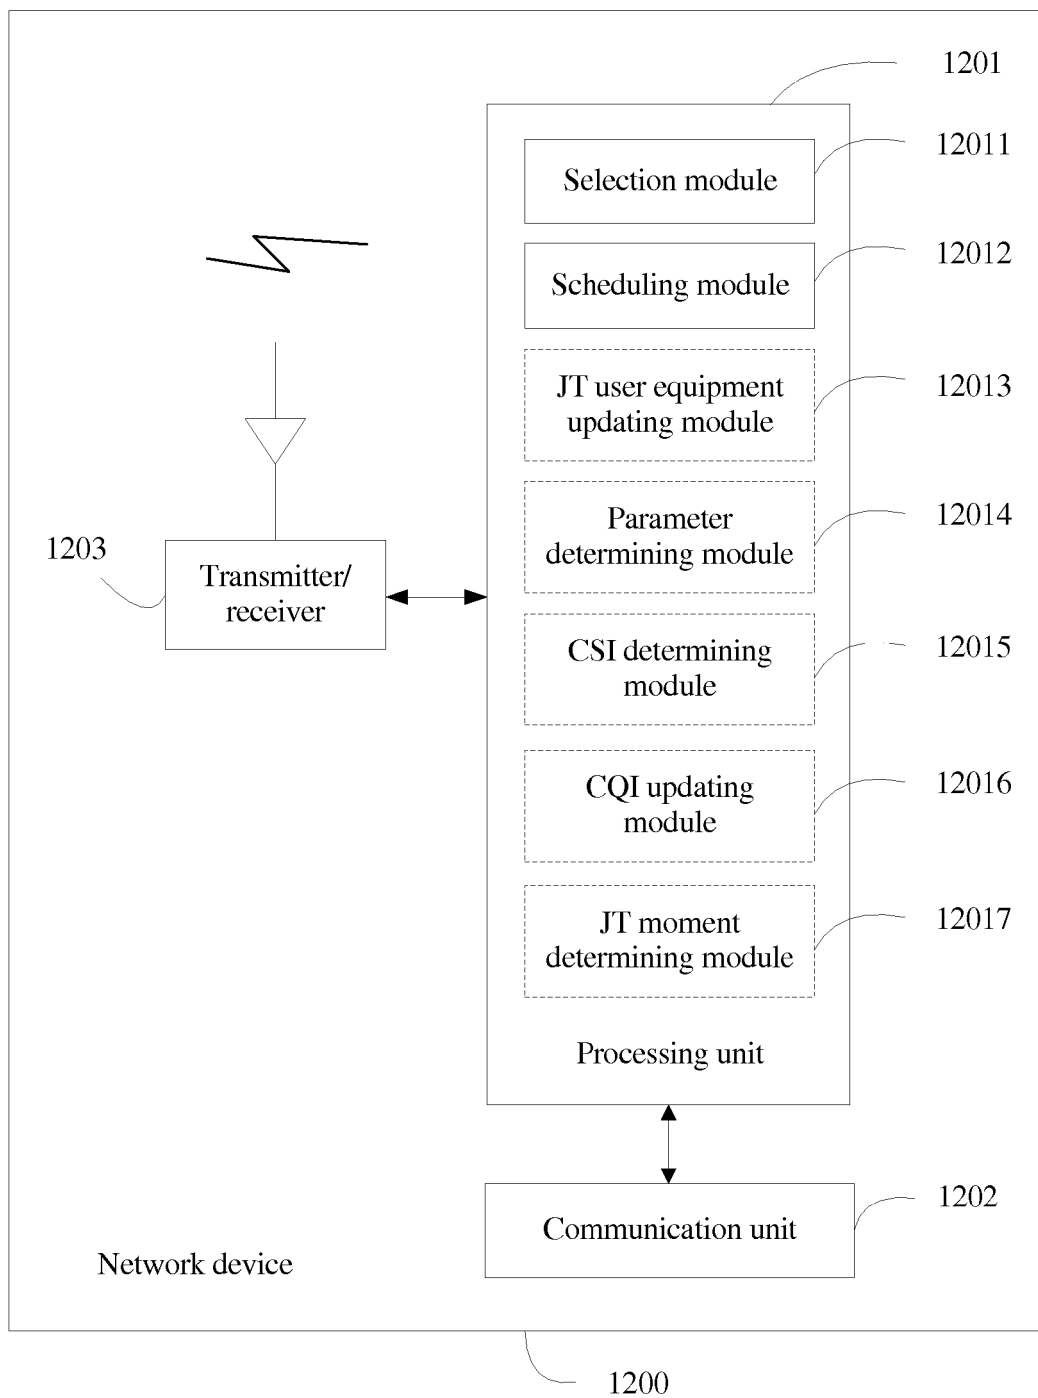 1201
12011
Selection module
12012
Scheduling module
12013
JT user equipment
updating module
12014
Parameter
determining module
1203
Transmitter/
receiver
12015
CSI determining
module
12016
CQI updating
module
12017
JT moment
determining module
Processing unit
1202
Communication unit
Network device
1200